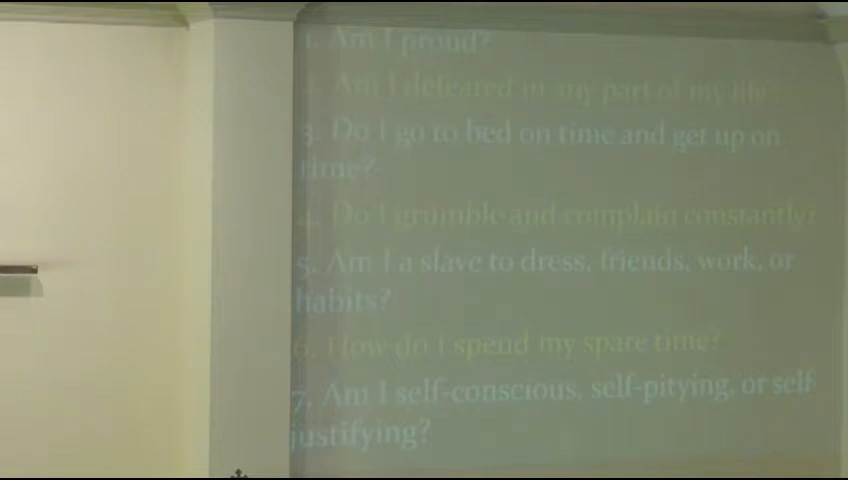 1. Am I proud?
2. Am I defeated in any part of my life?
3. Do I go to bed on time and get up on
time?
4. Do I grumble and complain constantly?
5. Am I a slave to dress, friends, work, or
habits?
6. How do I spend my spare time?
7. Am I self-conscious, self-pitying, or self-
justifying?